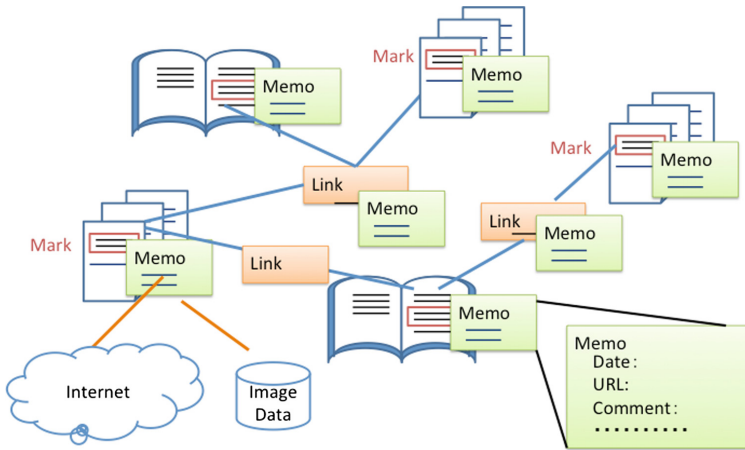 Mark
Memo
Memo
Mark
Memo
Link
Memo
Link
Memo
Mark
Memo
Link
Memo
Memo
Date:
URL:
Comment:
··········
Internet
Image
Data